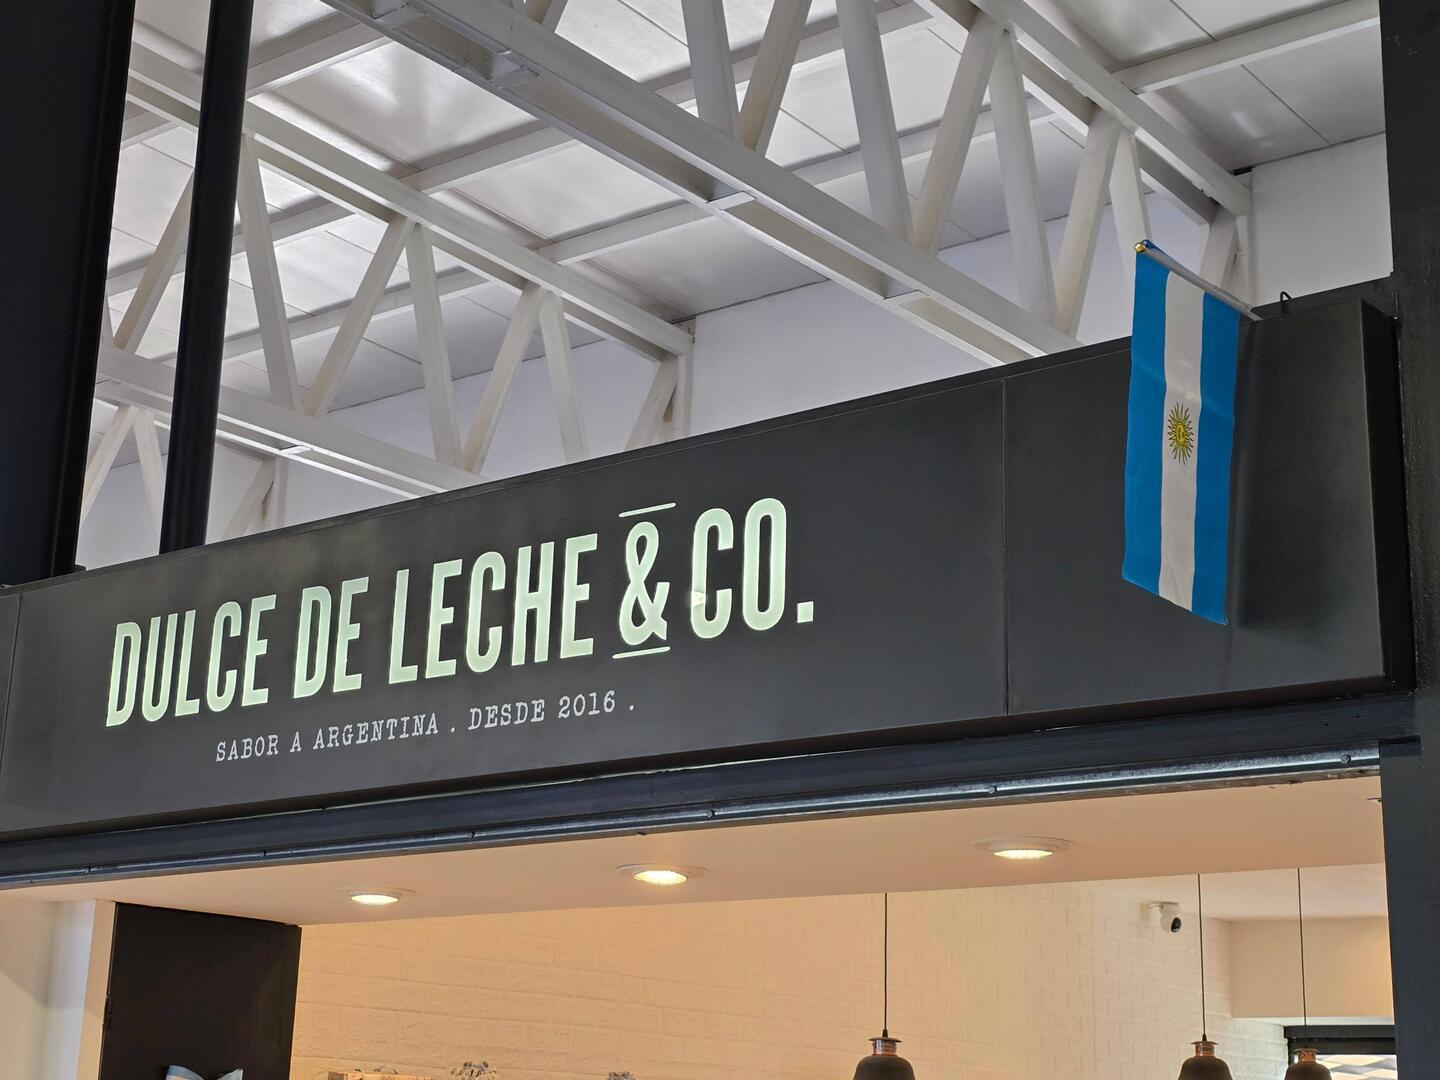 DULCE DE LECHE & CO.
SABOR A ARGENTINA . DESDE 2016 .